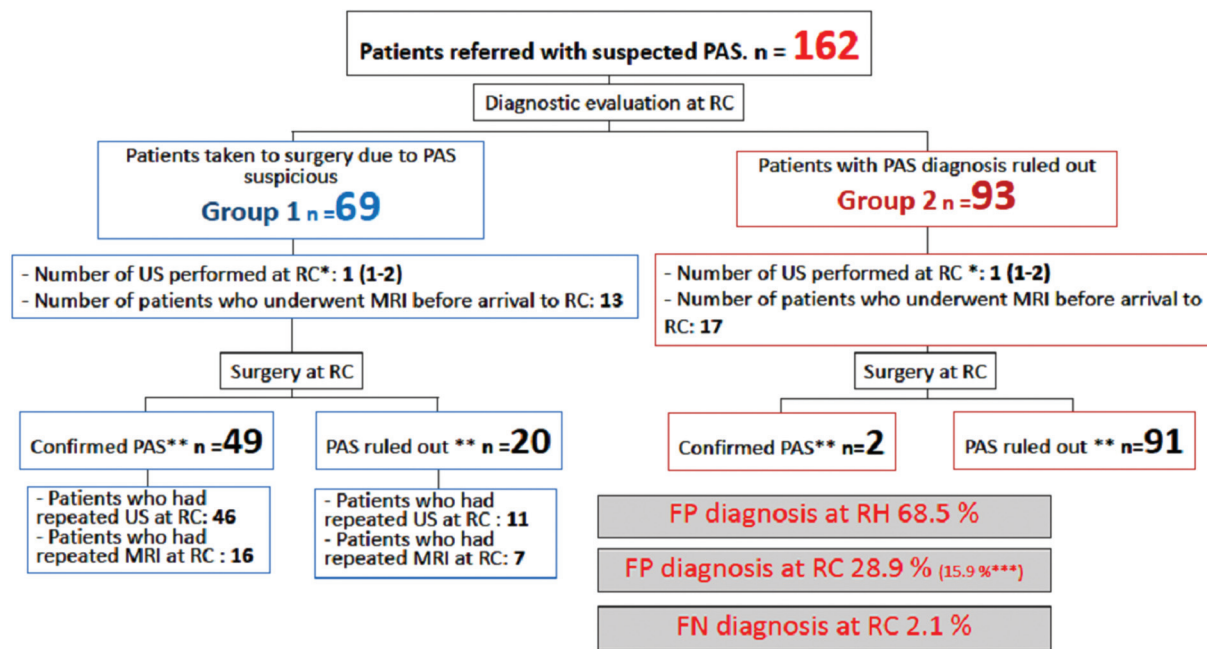 Patients referred with suspected PAS. n = 162
Diagnostic evaluation at RC
Patients taken to surgery due to PAS
suspicious
Group 1 n =69
Patients with PAS diagnosis ruled out
Group 2 n =93
- Number of US performed at RC*: 1 (1-2)
- Number of patients who underwent MRI before arrival to RC: 13
- Number of US performed at RC *: 1 (1-2)
- Number of patients who underwent MRI before arrival to
RC: 17
Surgery at RC
Surgery at RC
Confirmed PAS** n =49
PAS ruled out ** n =20
Confirmed PAS** n=2
PAS ruled out ** n=91
- Patients who had
repeated US at RC: 46
- Patients who had
repeated MRI at RC : 16
- Patients who had
repeated US at RC : 11
- Patients who had
repeated MRI at RC: 7
FP diagnosis at RH 68.5 %
FP diagnosis at RC 28.9 % (15.9 %***)
FN diagnosis at RC 2.1 %